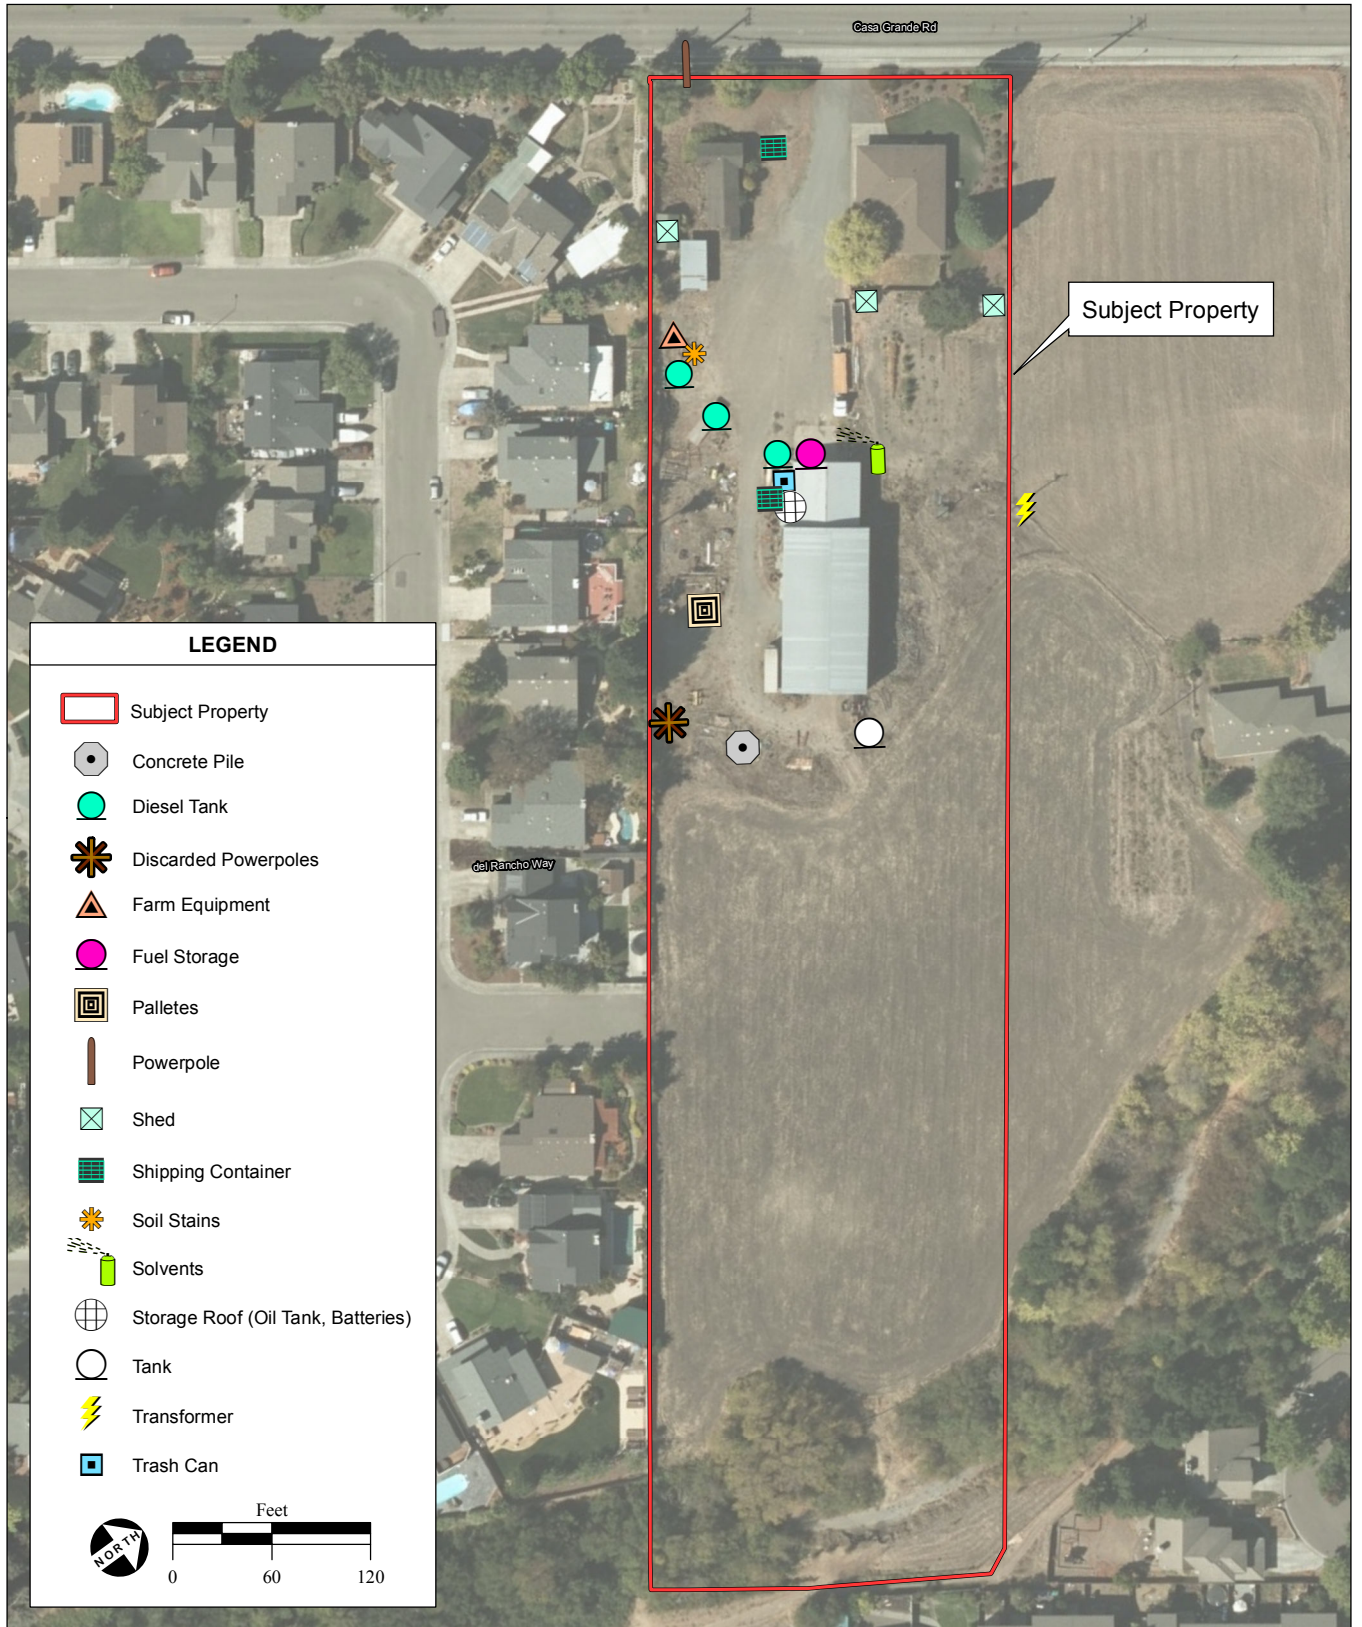 Casa Grande Rd
Subject Property
del Rancho Way
LEGEND
Subject Property
Concrete Pile
Diesel Tank
Discarded Powerpoles
Farm Equipment
Fuel Storage
Palletes
Powerpole
Shed
Shipping Container
Soil Stains
Solvents
Storage Roof (Oil Tank, Batteries)
Tank
Transformer
Trash Can
NORTH
Feet
0 60 120